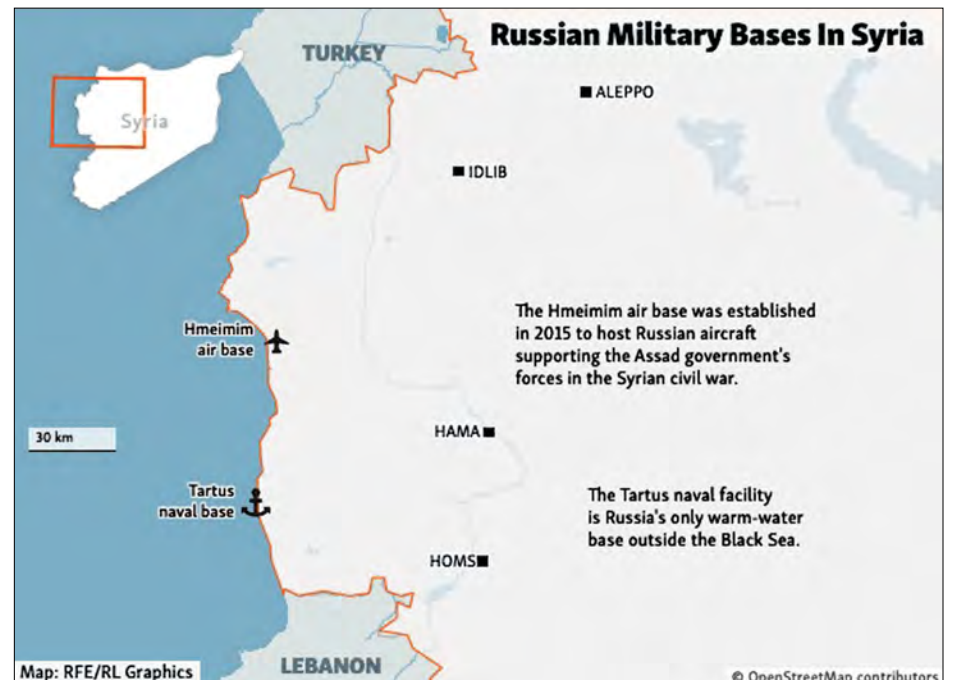 Russian Military Bases In Syria
TURKEY
Syria
ALEPPO
IDLIB
The Hmeimim air base was established
in 2015 to host Russian aircraft
supporting the Assad government's
forces in the Syrian civil war.
Hmeimim
air base
30 km
HAMA
Tartus
naval base
The Tartus naval facility
is Russia's only warm-water
base outside the Black Sea.
HOMS
LEBANON
Map: RFE/RL Graphics
© OpenStreetMap contributors